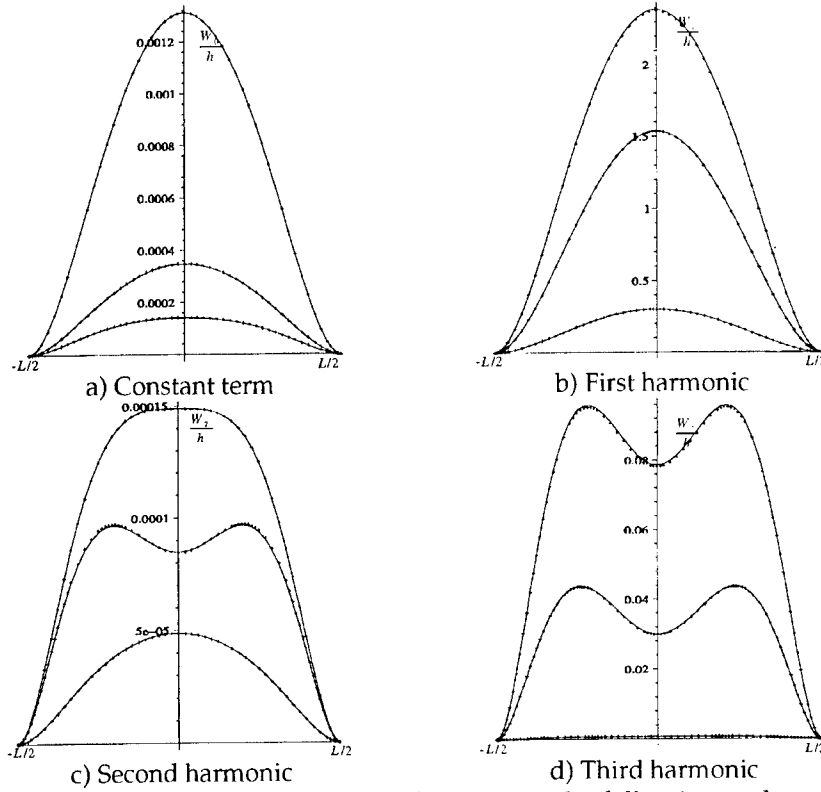 W₀/h
0.0012
0.001
0.0008
0.0006
0.0004
0.0002
-L/2 L/2
a) Constant term
h
2
1.5
1
0.5
-L/2 L/2
b) First harmonic
0.00015
W₂/h
0.0001
5e-05
-L/2 L/2
c) Second harmonic
0.08
0.06
0.04
0.02
-L/2 L/2
d) Third harmonic